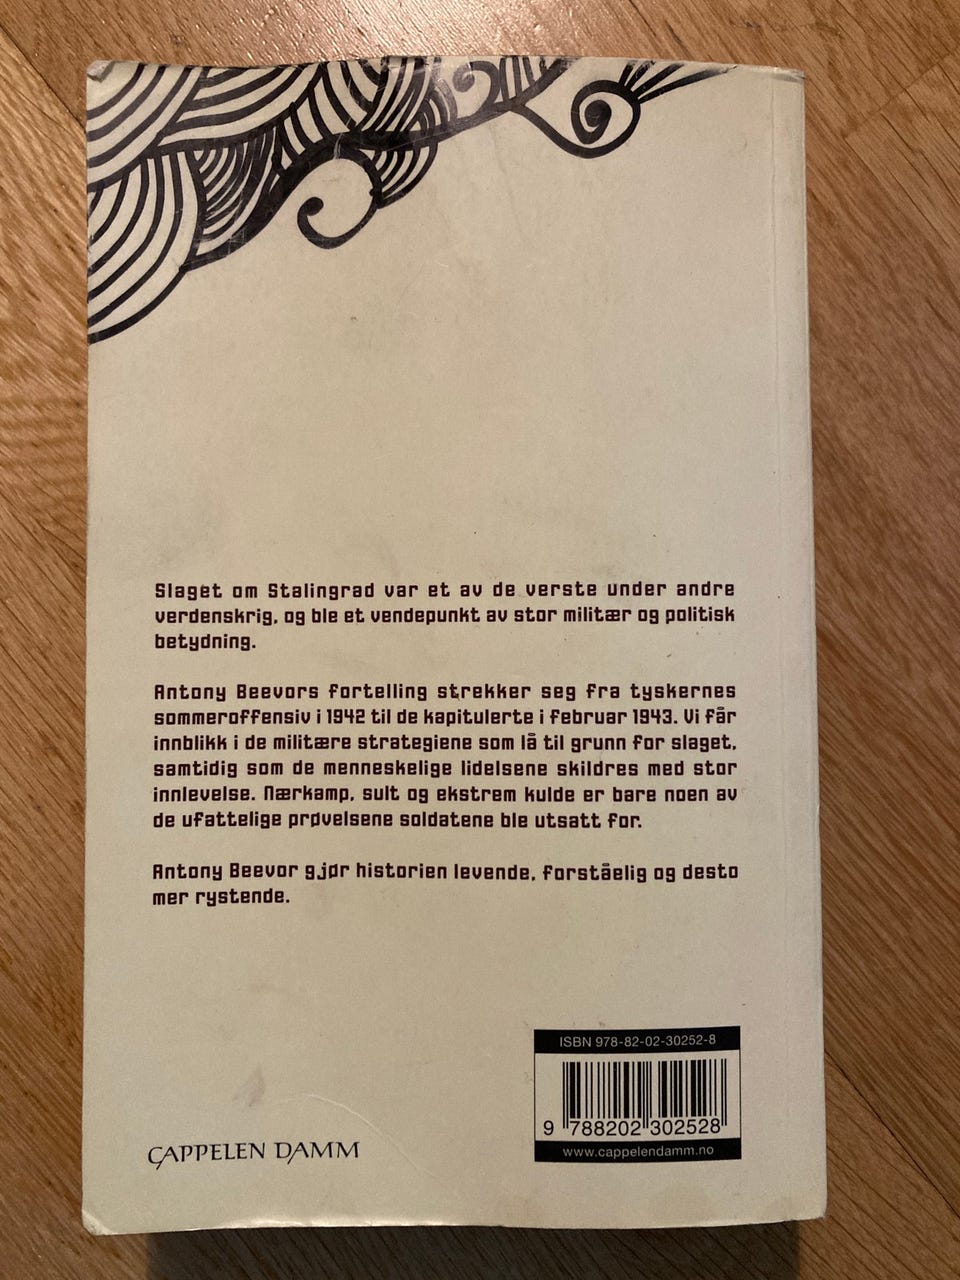 Slaget om Stalingrad var et av de verste under andre
verdenskrig, og ble et vendepunkt av stor militær og politisk
betydning.
Antony Beevors fortelling strekker seg fra tyskernes
sommeroffensiv i 1942 til de kapitulerte i februar 1943. Vi får
innblikk i de militære strategiene som lå til grunn for slaget,
samtidig som de menneskelige lidelsene skildres med stor
innlevelse. Nærkamp, sult og ekstrem kulde er bare noen av
de ufattelige prøvelsene soldatene ble utsatt for.
Antony Beevor gjør historien levende, forståelig og desto
mer rystende.
ISBN 978-82-02-30252-8
9 788202 302528
www.cappelendamm.no
CAPPELEN DAMM